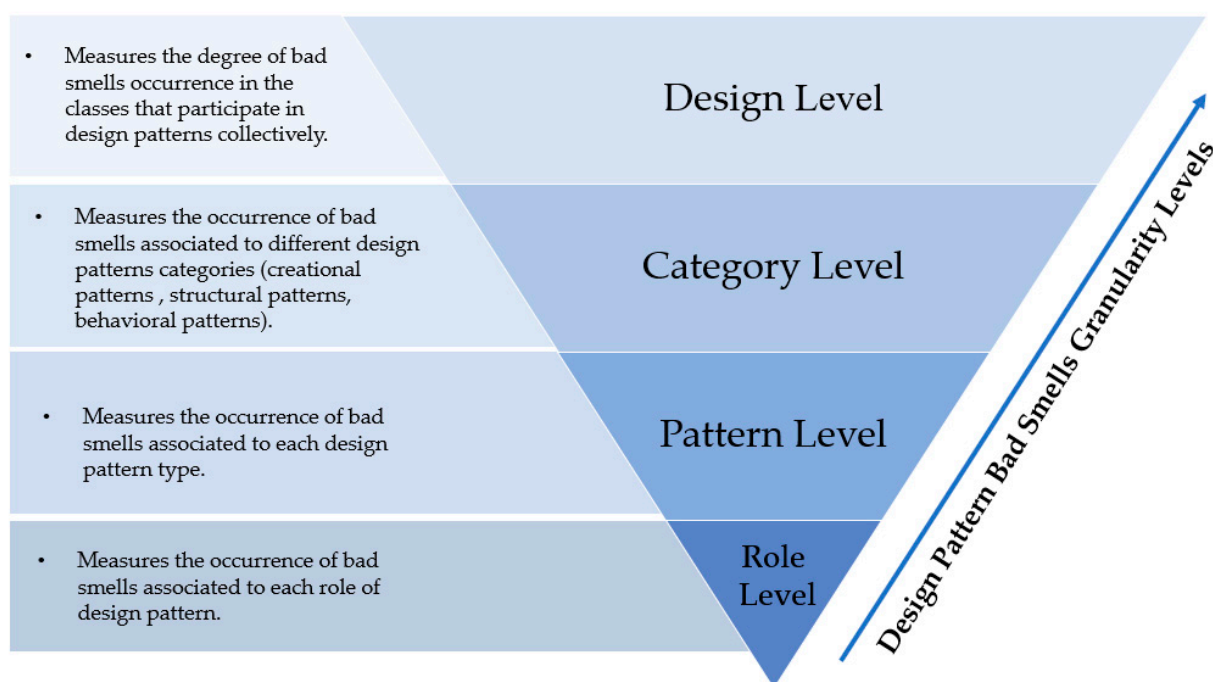 • Measures the degree of bad
smells occurrence in the
classes that participate in
design patterns collectively.
Design Level
• Measures the occurrence of bad
smells associated to different design
patterns categories (creational
patterns , structural patterns,
behavioral patterns).
Category Level
• Measures the occurrence of bad
smells associated to each design
pattern type.
Pattern Level
• Measures the occurrence of bad
smells associated to each role of
design pattern.
Role
Level
Design Pattern Bad Smells Granularity Levels